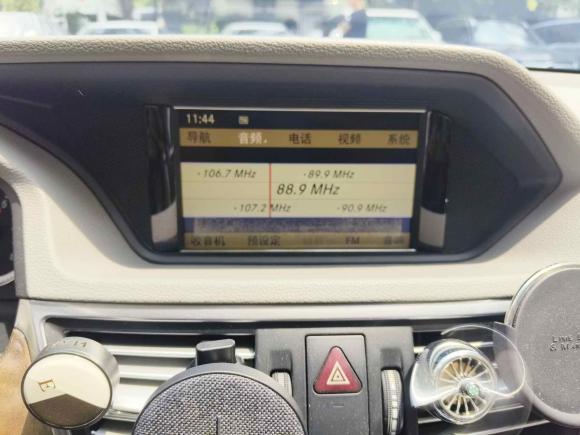 11:44
导航 音频 电话 视频 系统
106.7 MHz 89.9 MHz
88.9 MHz
107.2 MHz 90.9 MHz
收音机 预设定 FM 音响
E